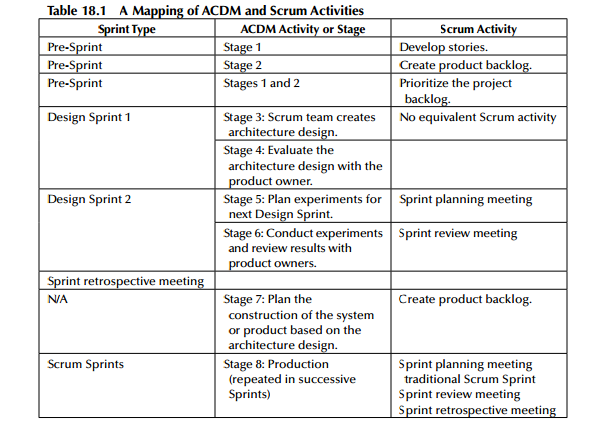 Table 18.1 A Mapping of ACDM and Scrum Activities
Sprint Type ACDM Activity or Stage Scrum Activity
Pre-Sprint Stage 1 Develop stories.
Pre-Sprint Stage 2 Create product backlog.
Pre-Sprint Stages 1 and 2 Prioritize the project
backlog.
Design Sprint 1 Stage 3: Scrum team creates No equivalent Scrum activity
architecture design.
Stage 4: Evaluate the
architecture design with the
product owner.
Design Sprint 2 Stage 5: Plan experiments for Sprint planning meeting
next Design Sprint.
Stage 6: Conduct experiments Sprint review meeting
and review results with
product owners.
Sprint retrospective meeting
N/A Stage 7: Plan the Create product backlog.
construction of the system
or product based on the
architecture design.
Scrum Sprints Stage 8: Production Sprint planning meeting
(repeated in successive traditional Scrum Sprint
Sprints) Sprint review meeting
Sprint retrospective meeting